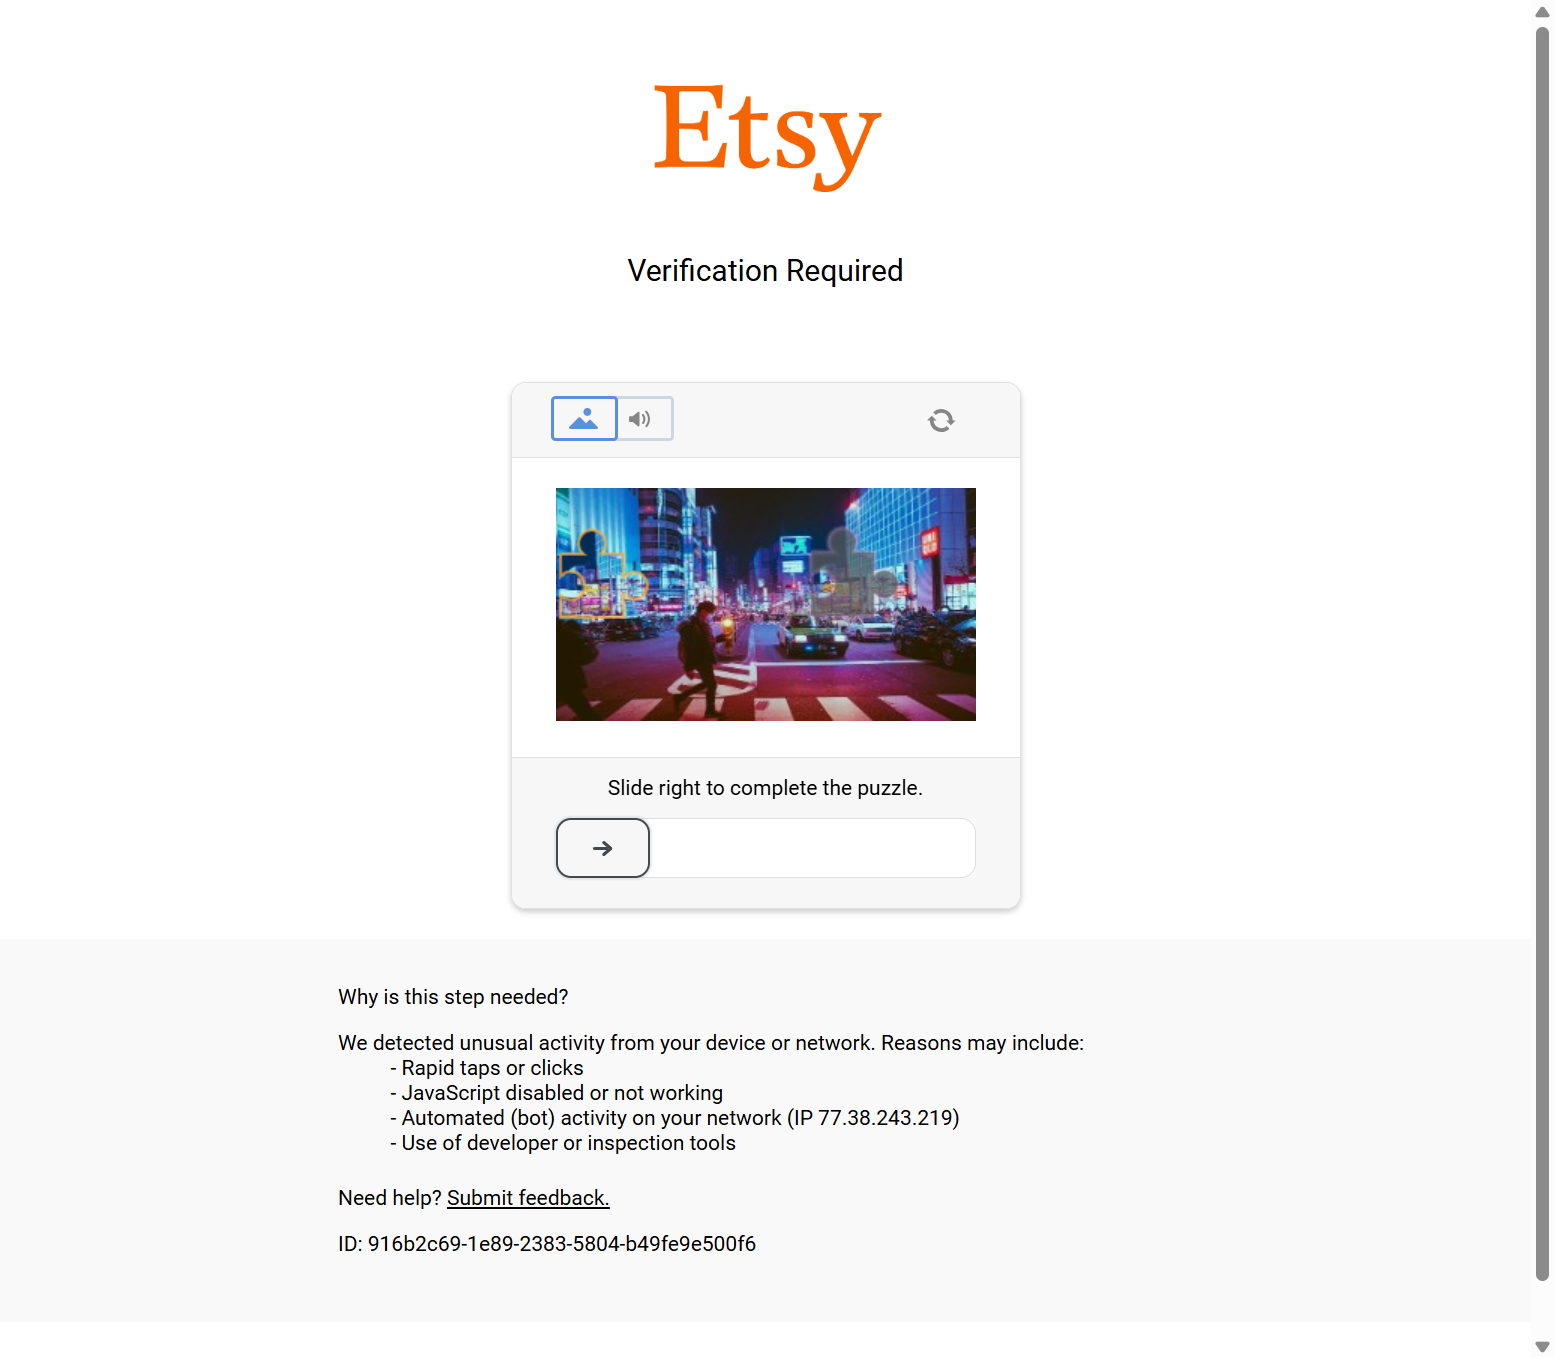 Etsy
Verification Required
UNI
QLO
Slide right to complete the puzzle.
Why is this step needed?
We detected unusual activity from your device or network. Reasons may include:
- Rapid taps or clicks
- JavaScript disabled or not working
- Automated (bot) activity on your network (IP 77.38.243.219)
- Use of developer or inspection tools
Need help? Submit feedback.
ID: 916b2c69-1e89-2383-5804-b49fe9e500f6